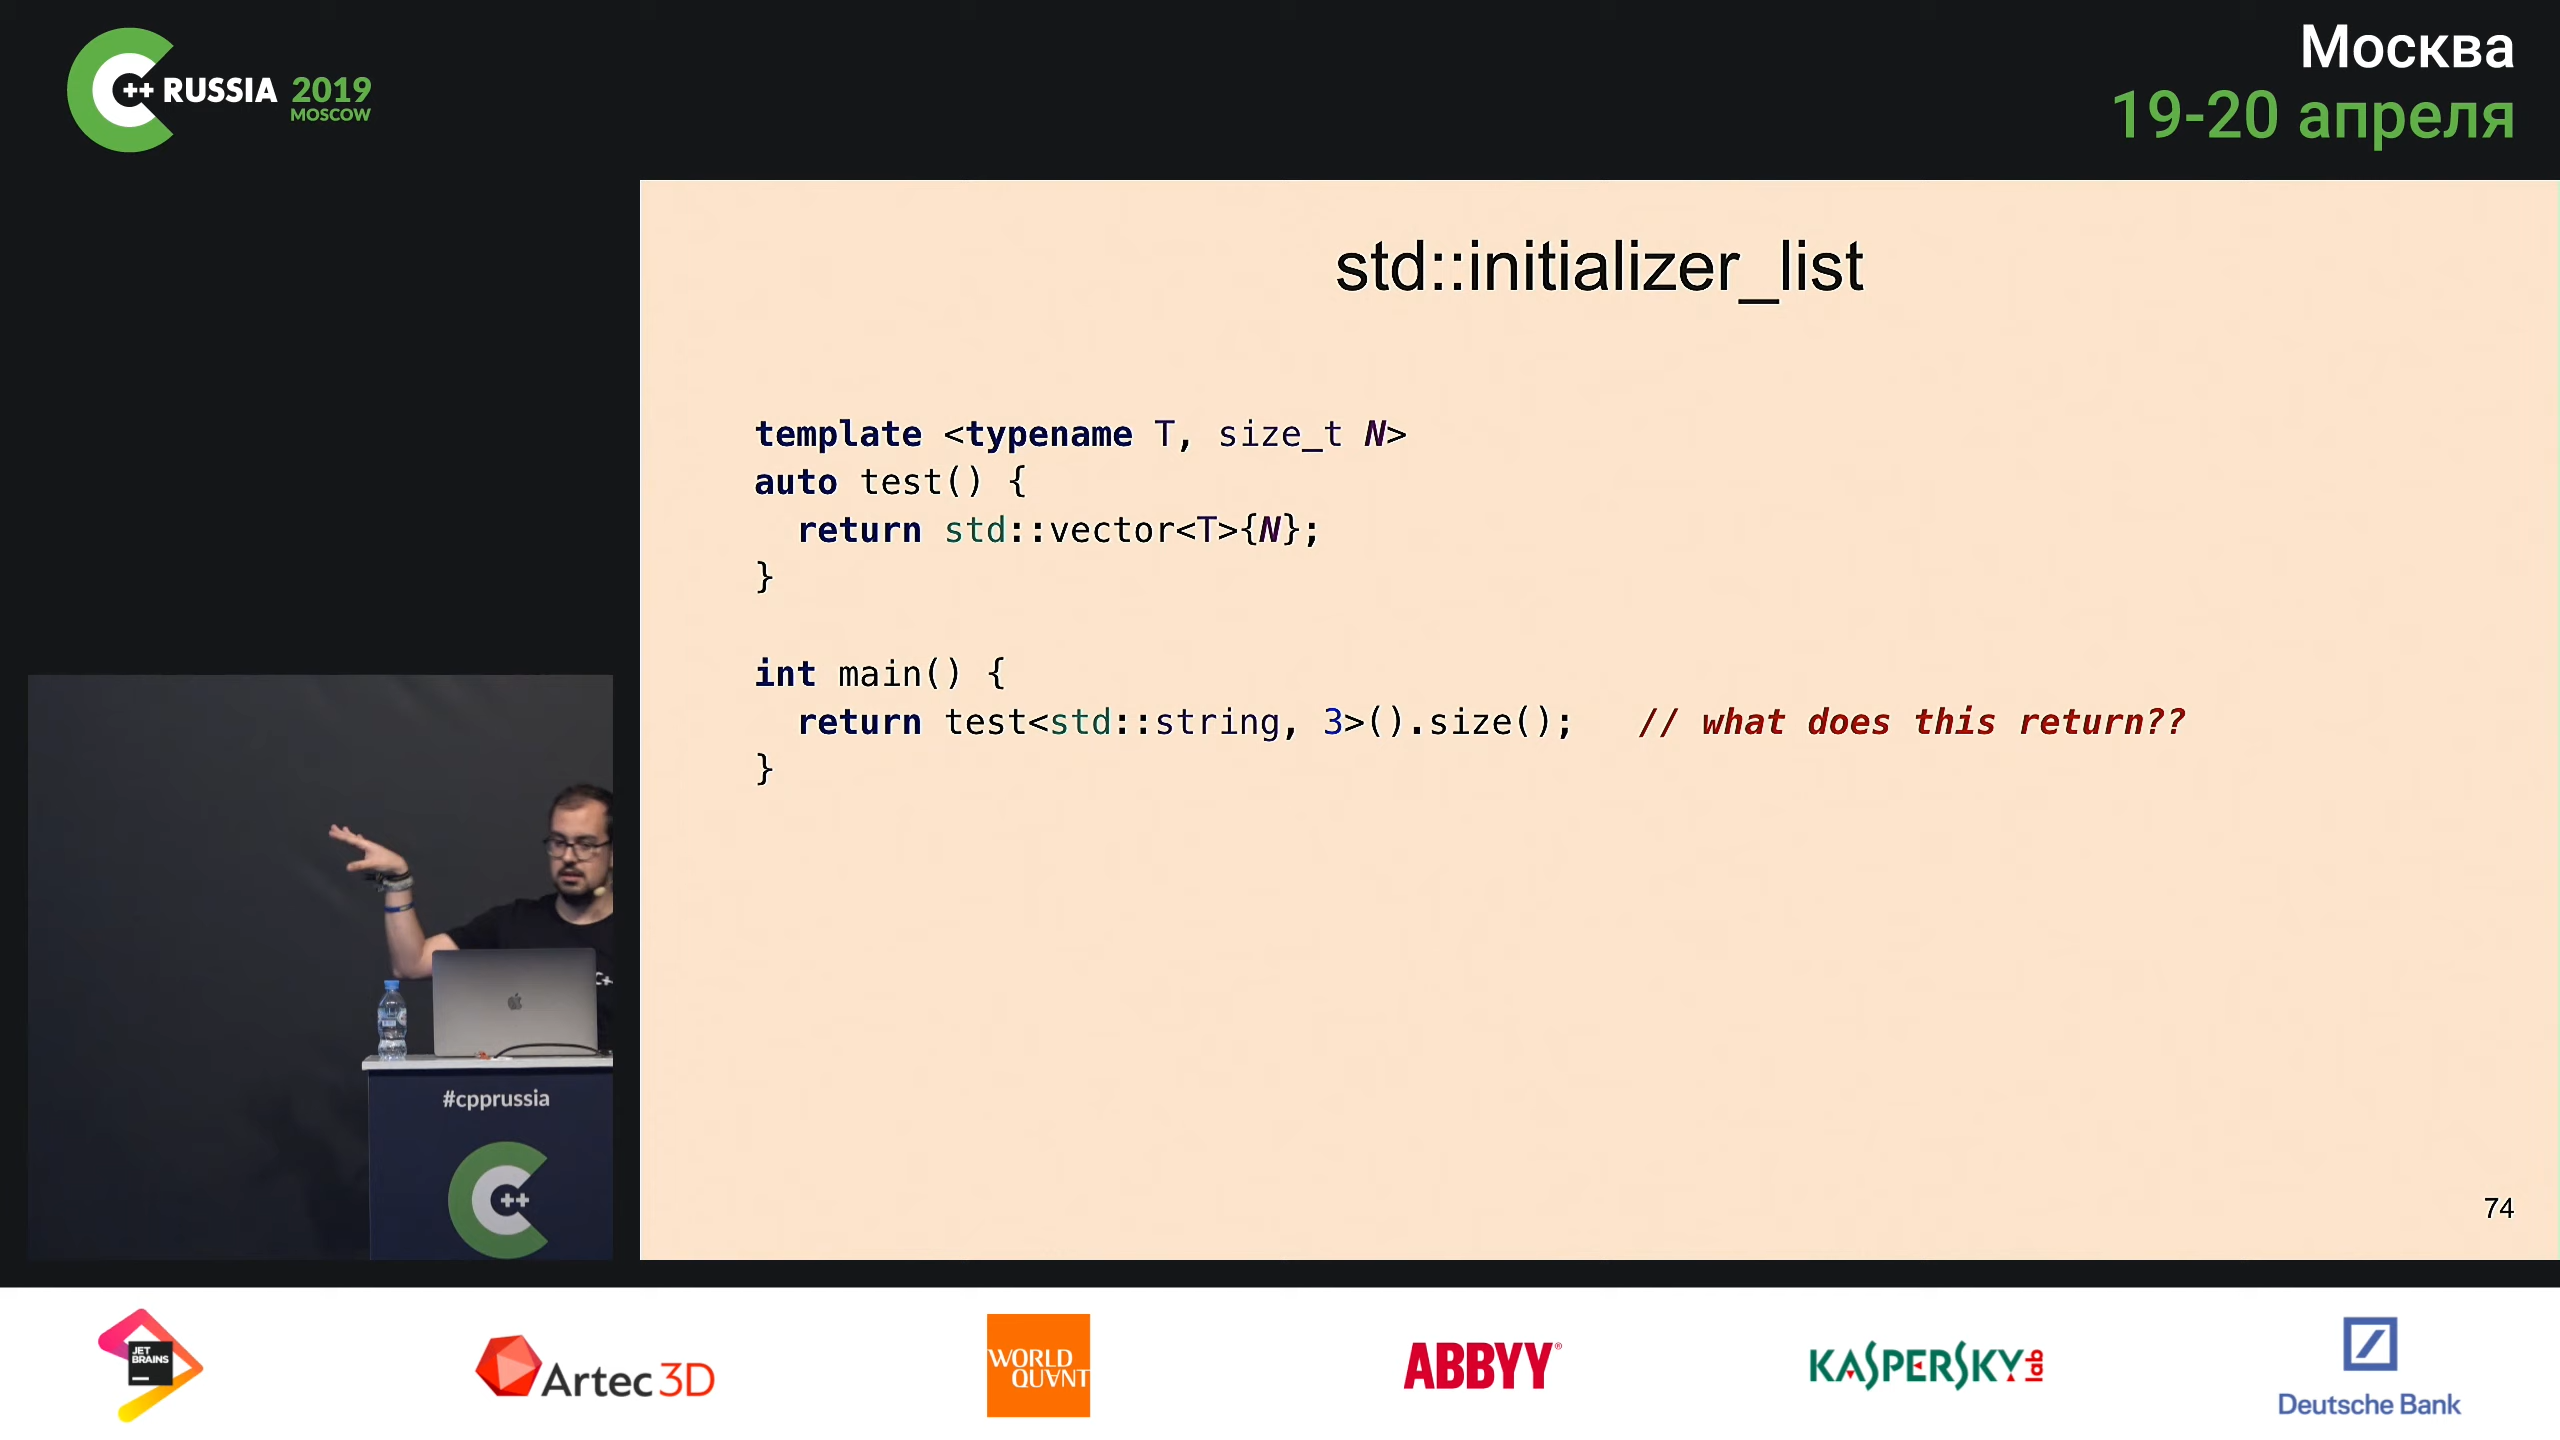 C++ RUSSIA 2019
MOSCOW
Москва
19-20 апреля
std::initializer_list
template <typename T, size_t N>
auto test() {
  return std::vector<T>{N};
}
int main() {
  return test<std::string, 3>().size();   // what does this return??
}
74
C+
#cpprussia
C++
JET
BRAINS
Artec 3D
WORLD
QUANT
ABBYY®
KASPERSKY lab
Deutsche Bank